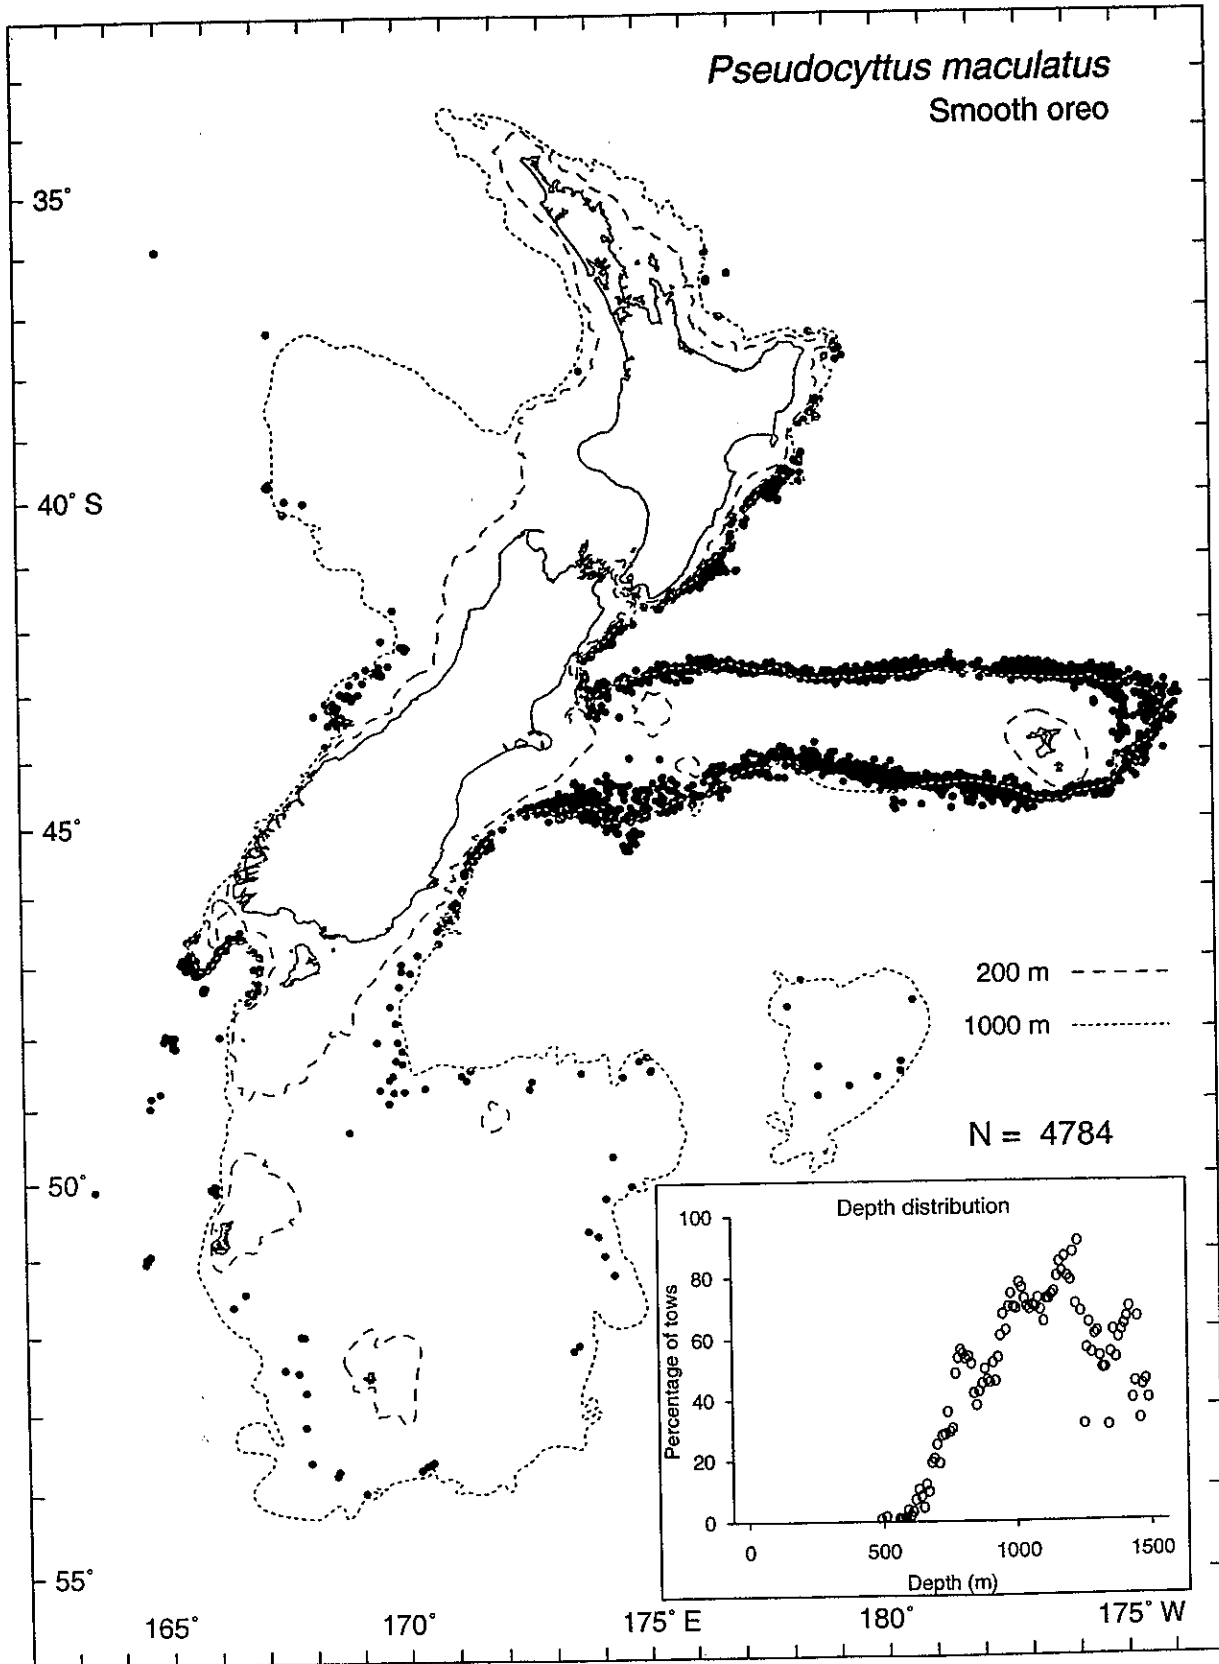 Pseudocyttus maculatus
Smooth oreo
35°
40° S
45°
50°
55°
165°
170°
175° E
180°
175° W
200 m
1000 m
N = 4784
Depth distribution
Percentage of tows
100
80
60
40
20
0
0
500
1000
1500
Depth (m)